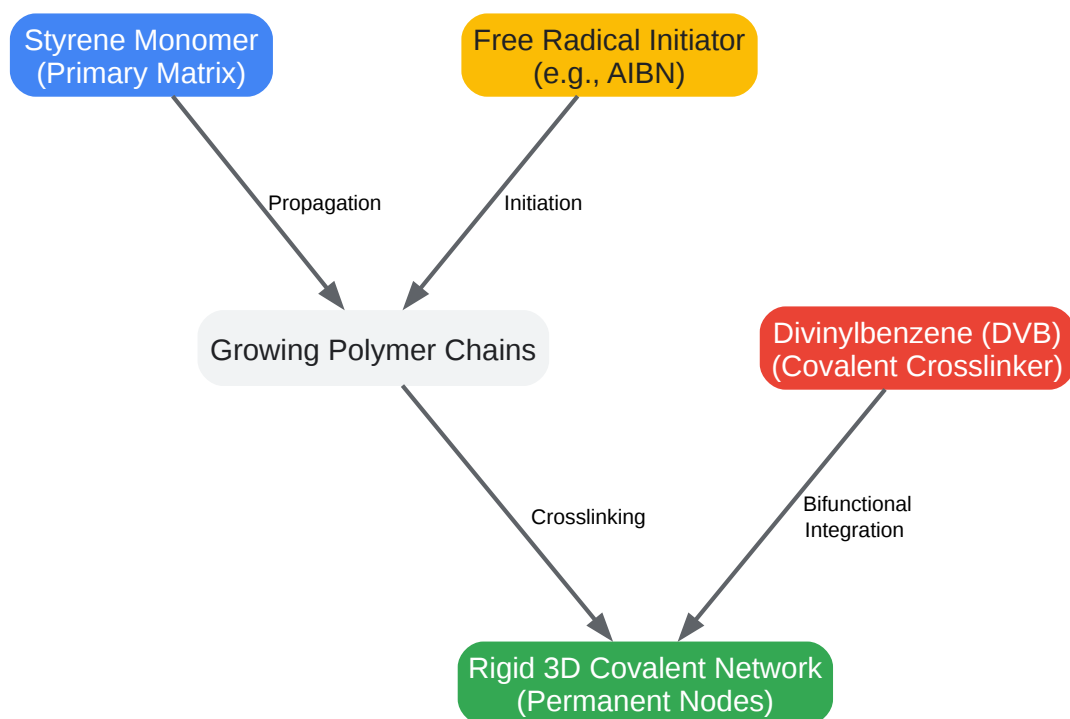 Styrene Monomer
(Primary Matrix)
Free Radical Initiator
(e.g., AIBN)
Propagation
Initiation
Growing Polymer Chains
Divinylbenzene (DVB)
(Covalent Crosslinker)
Crosslinking
Bifunctional
Integration
Rigid 3D Covalent Network
(Permanent Nodes)